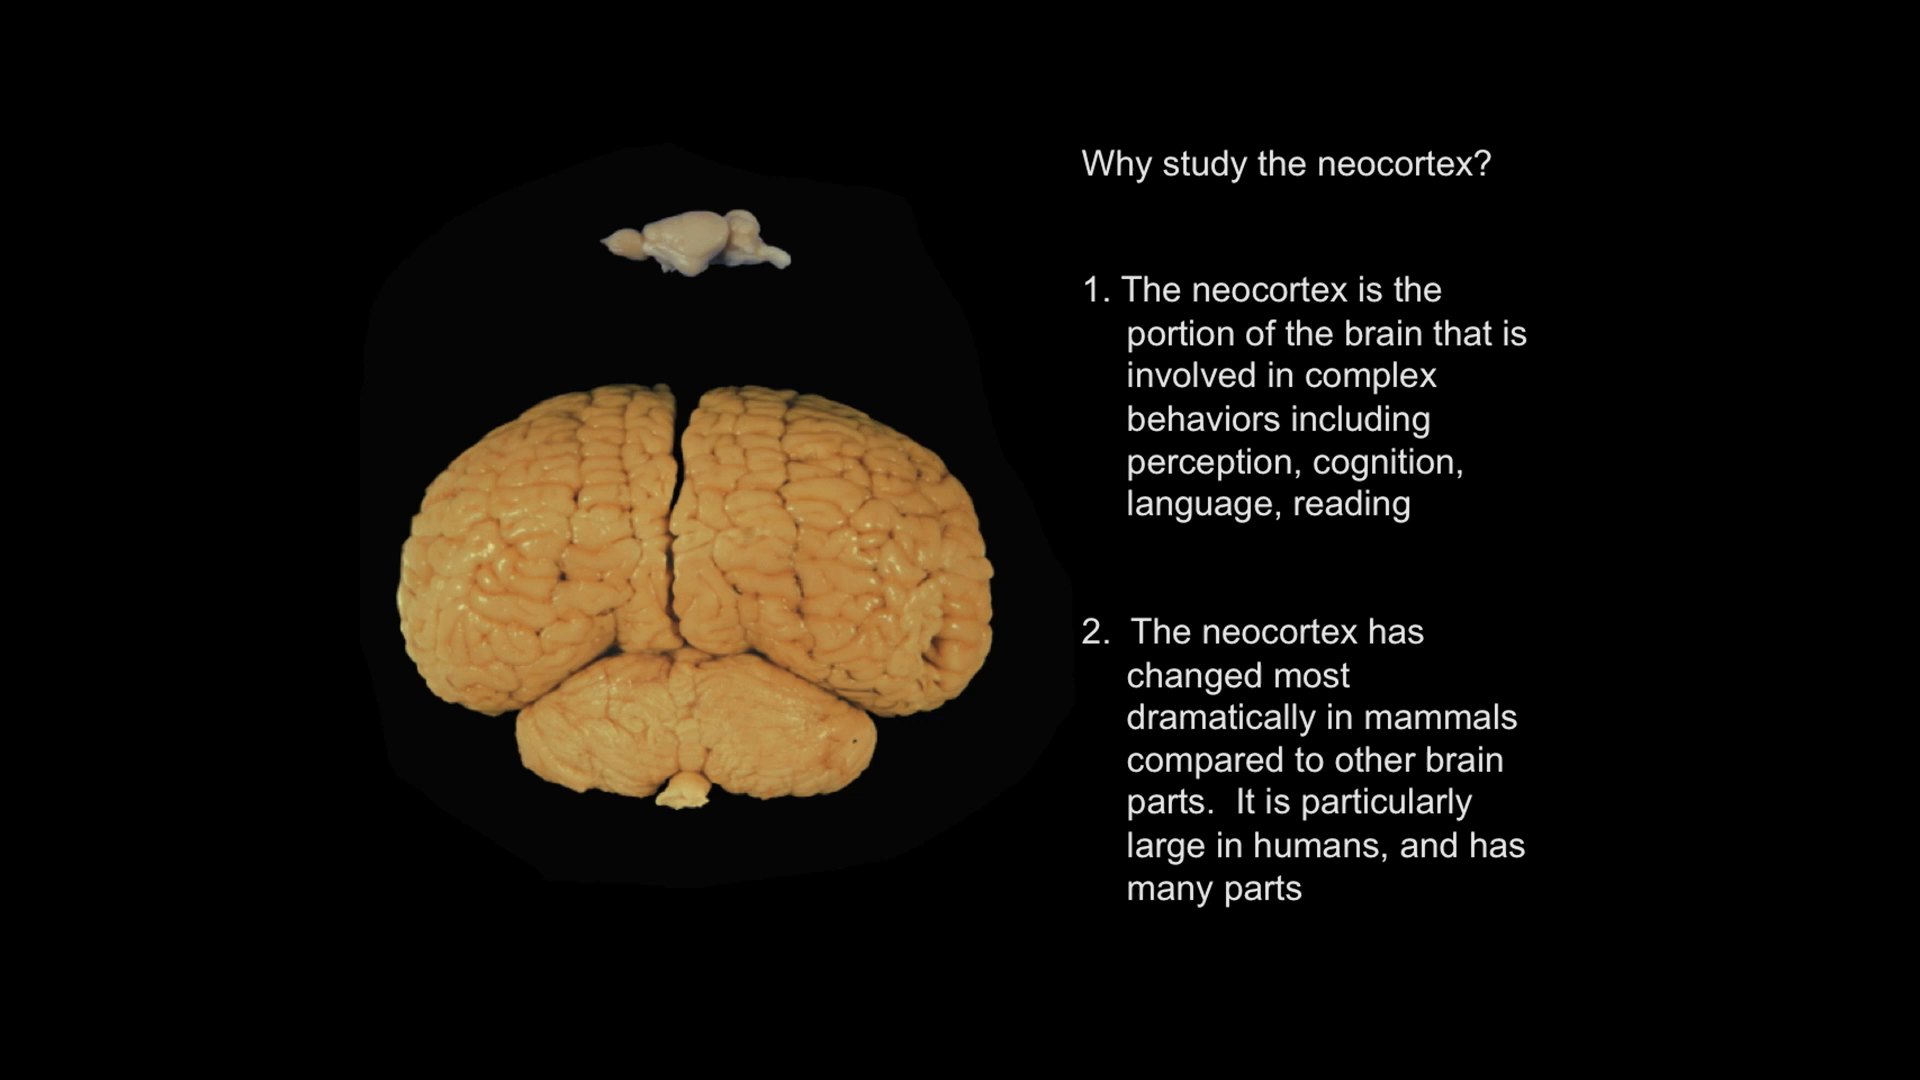 Why study the neocortex?
1. The neocortex is the
portion of the brain that is
involved in complex
behaviors including
perception, cognition,
language, reading
2. The neocortex has
changed most
dramatically in mammals
compared to other brain
parts. It is particularly
large in humans, and has
many parts